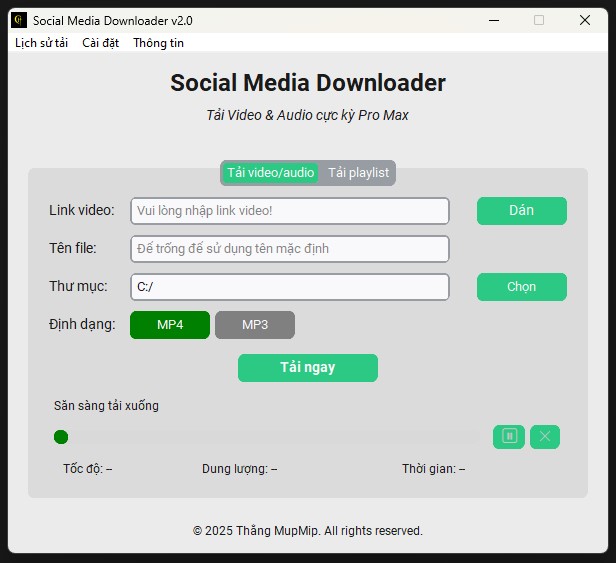 Social Media Downloader v2.0
Lịch sử tải Cài đặt Thông tin
Social Media Downloader
Tải Video & Audio cực kỳ Pro Max
Tải video/audio Tải playlist
Link video: Vui lòng nhập link video! Dán
Tên file: Để trống để sử dụng tên mặc định
Thư mục: C:/ Chọn
Định dạng: MP4 MP3
Tải ngay
Sẵn sàng tải xuống
Tốc độ: -- Dung lượng: -- Thời gian: --
© 2025 Thắng MupMip. All rights reserved.